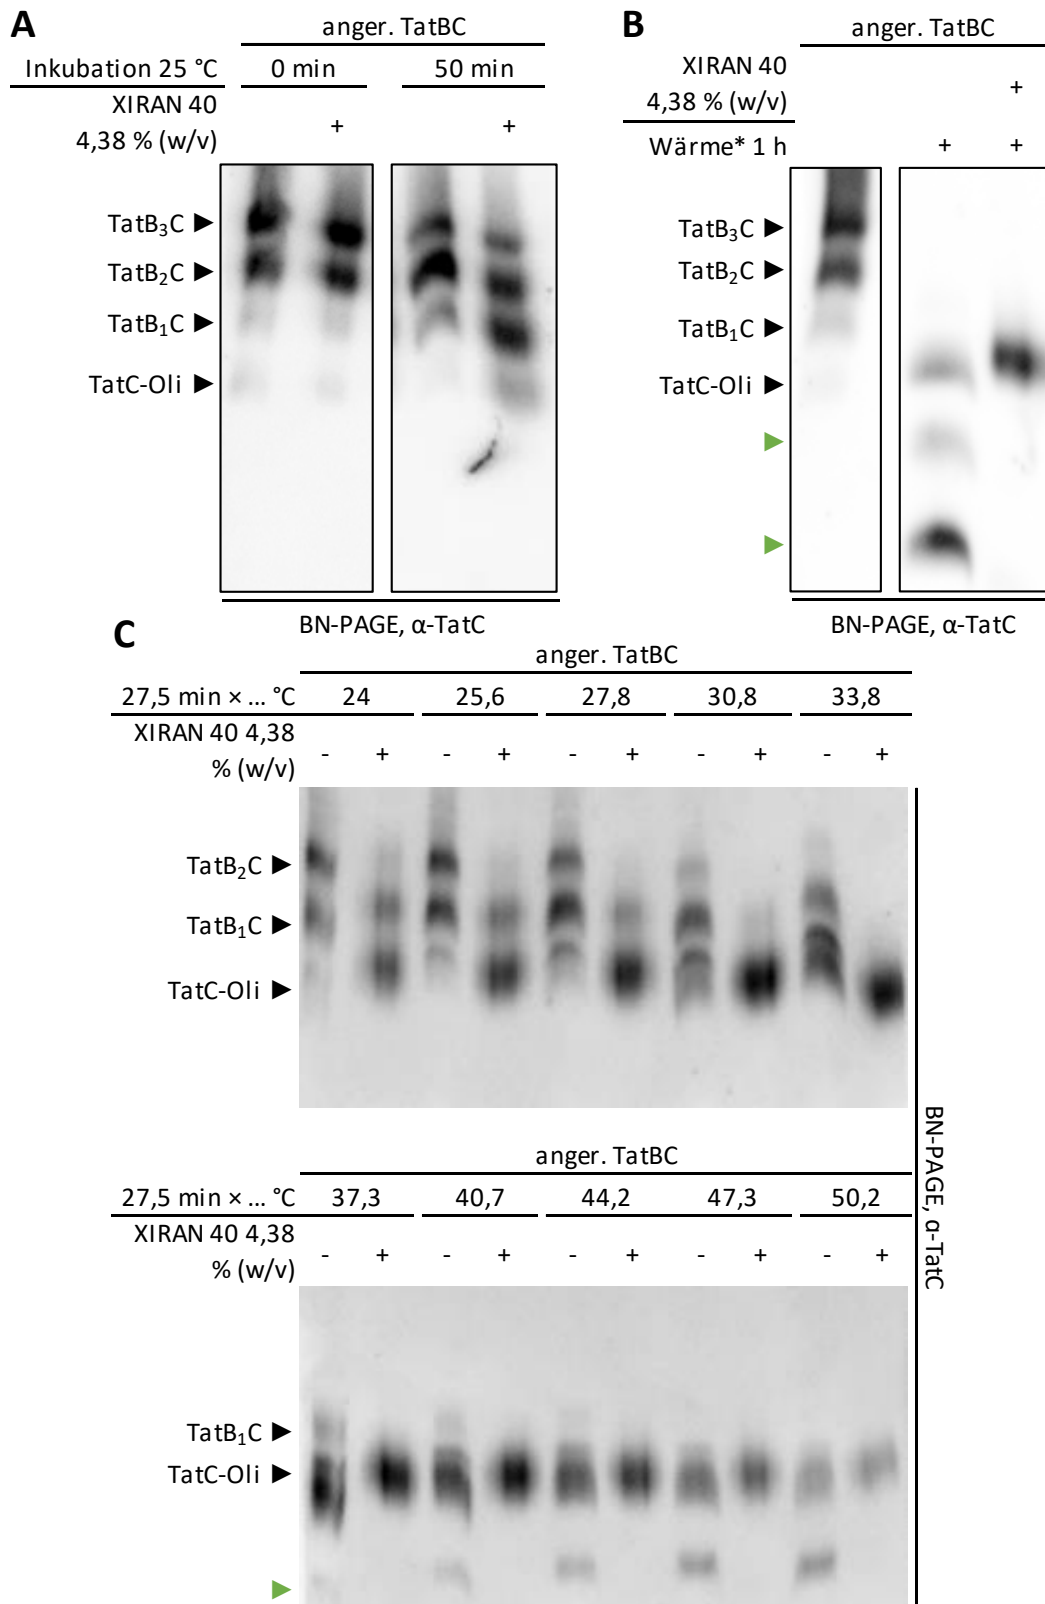 A
anger. TatBC
Inkubation 25 °C 0 min 50 min
XIRAN 40
4,38 % (w/v) + +
TatB₃C ►
TatB₂C ►
TatB₁C ►
TatC-Oli ►
BN-PAGE, α-TatC
B
anger. TatBC
XIRAN 40
4,38 % (w/v) +
Wärme* 1 h + +
TatB₃C ►
TatB₂C ►
TatB₁C ►
TatC-Oli ►
►
►
BN-PAGE, α-TatC
C
anger. TatBC
27,5 min × ... °C 24 25,6 27,8 30,8 33,8
XIRAN 40 4,38
% (w/v) - + - + - + - + - +
TatB₂C ►
TatB₁C ►
TatC-Oli ►
anger. TatBC
27,5 min × ... °C 37,3 40,7 44,2 47,3 50,2
XIRAN 40 4,38
% (w/v) - + - + - + - + - +
TatB₁C ►
TatC-Oli ►
►
BN-PAGE, α-TatC